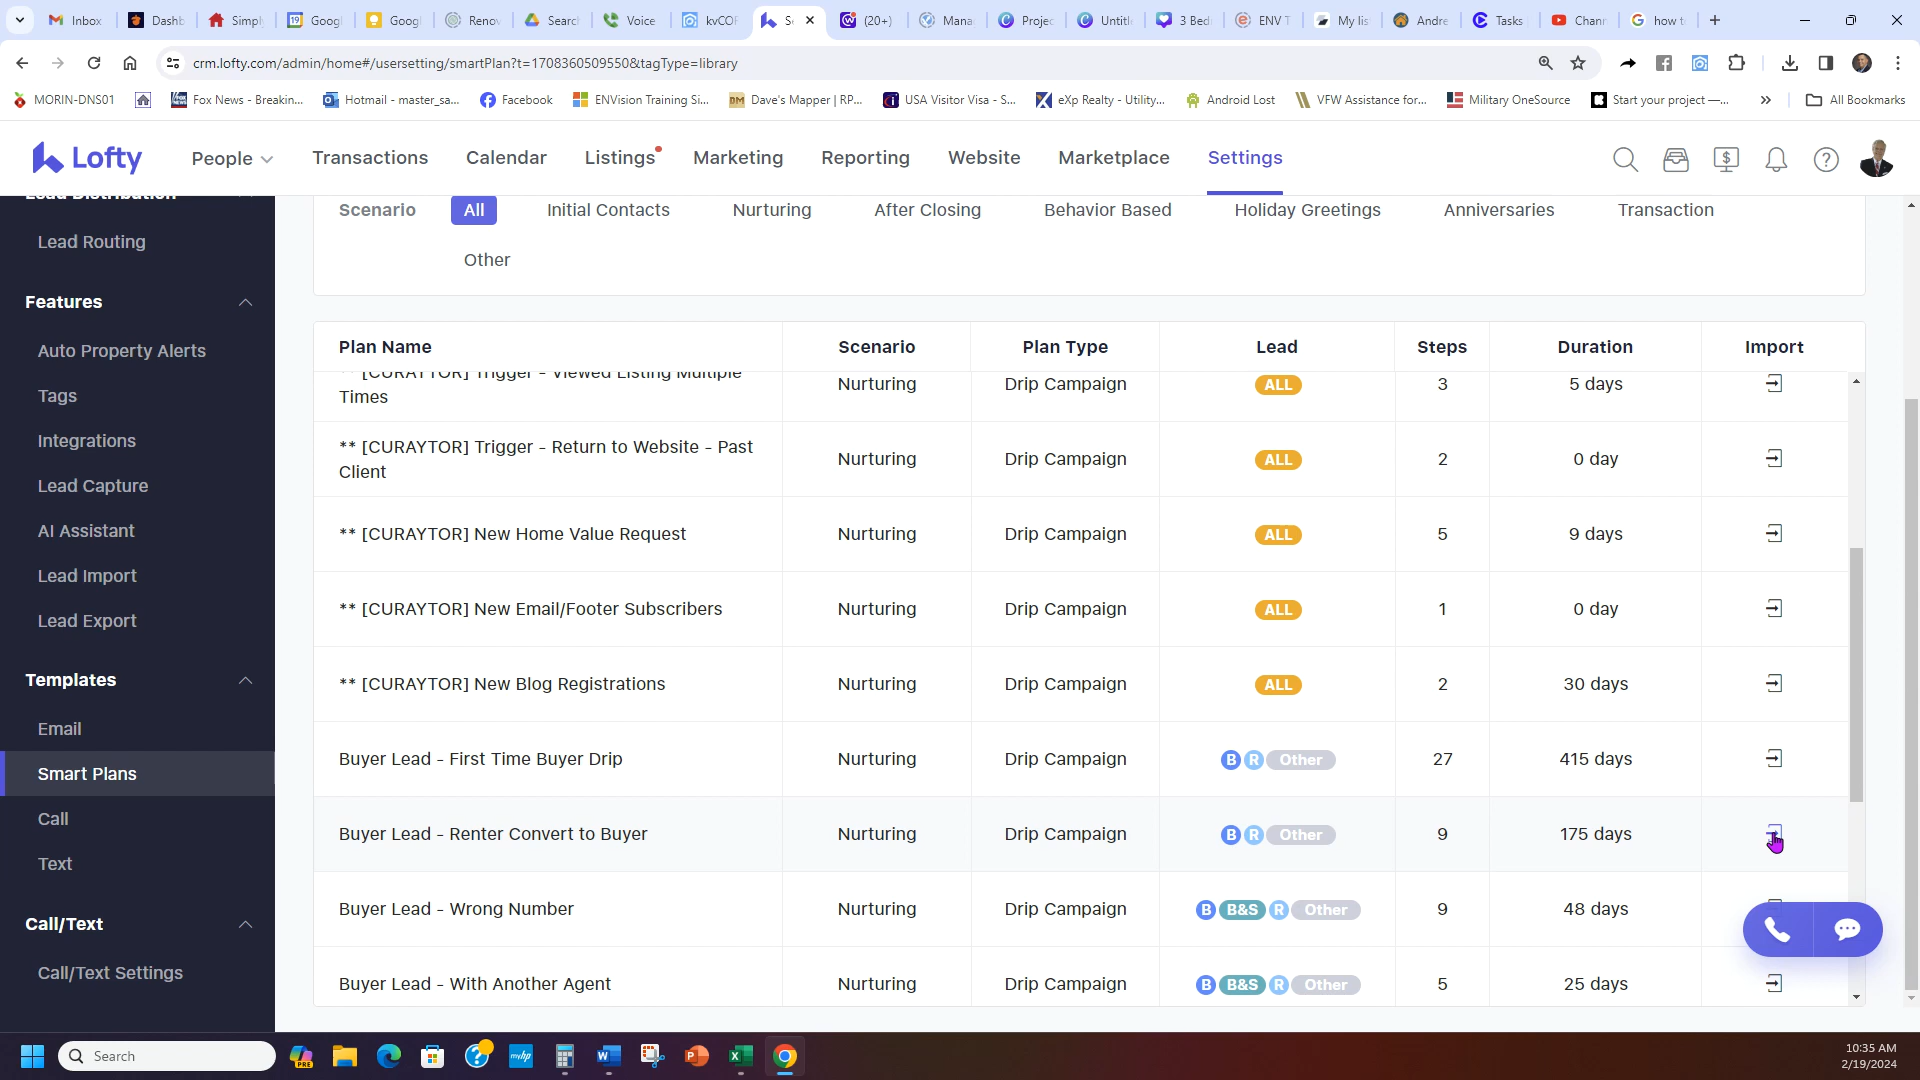 Inbox
Dashb
Simpl
Googl
Googl
Renov
Searc
Voice
kvCOF
S
(20+)
Mana
Projec
Untitl
3 Bed
ENV T
My lis
Andre
Tasks
Chan
how t
crm.lofty.com/admin/home#/usersetting/smartPlan?t=1708360509550&tagType=library
MORIN-DNS01
Fox News - Breakin...
Hotmail - master_sa...
Facebook
ENVision Training Si...
Dave's Mapper | RP...
USA Visitor Visa - S...
eXp Realty - Utility...
Android Lost
VFW Assistance for...
Military OneSource
Start your project —...
»
All Bookmarks
Lofty
People
Transactions
Calendar
Listings
Marketing
Reporting
Website
Marketplace
Settings
Lead Distribution
Lead Routing
Features
Auto Property Alerts
Tags
Integrations
Lead Capture
AI Assistant
Lead Import
Lead Export
Templates
Email
Smart Plans
Call
Text
Call/Text
Call/Text Settings
Scenario All Initial Contacts Nurturing After Closing Behavior Based Holiday Greetings Anniversaries Transaction
Other
Plan Name Scenario Plan Type Lead Steps Duration Import
** [CURAYTOR] Trigger - Viewed Listing Multiple
Times Nurturing Drip Campaign ALL 3 5 days
** [CURAYTOR] Trigger - Return to Website - Past
Client Nurturing Drip Campaign ALL 2 0 day
** [CURAYTOR] New Home Value Request Nurturing Drip Campaign ALL 5 9 days
** [CURAYTOR] New Email/Footer Subscribers Nurturing Drip Campaign ALL 1 0 day
** [CURAYTOR] New Blog Registrations Nurturing Drip Campaign ALL 2 30 days
Buyer Lead - First Time Buyer Drip Nurturing Drip Campaign B R Other 27 415 days
Buyer Lead - Renter Convert to Buyer Nurturing Drip Campaign B R Other 9 175 days
Buyer Lead - Wrong Number Nurturing Drip Campaign B B&S R Other 9 48 days
Buyer Lead - With Another Agent Nurturing Drip Campaign B B&S R Other 5 25 days
Search
10:35 AM
2/19/2024